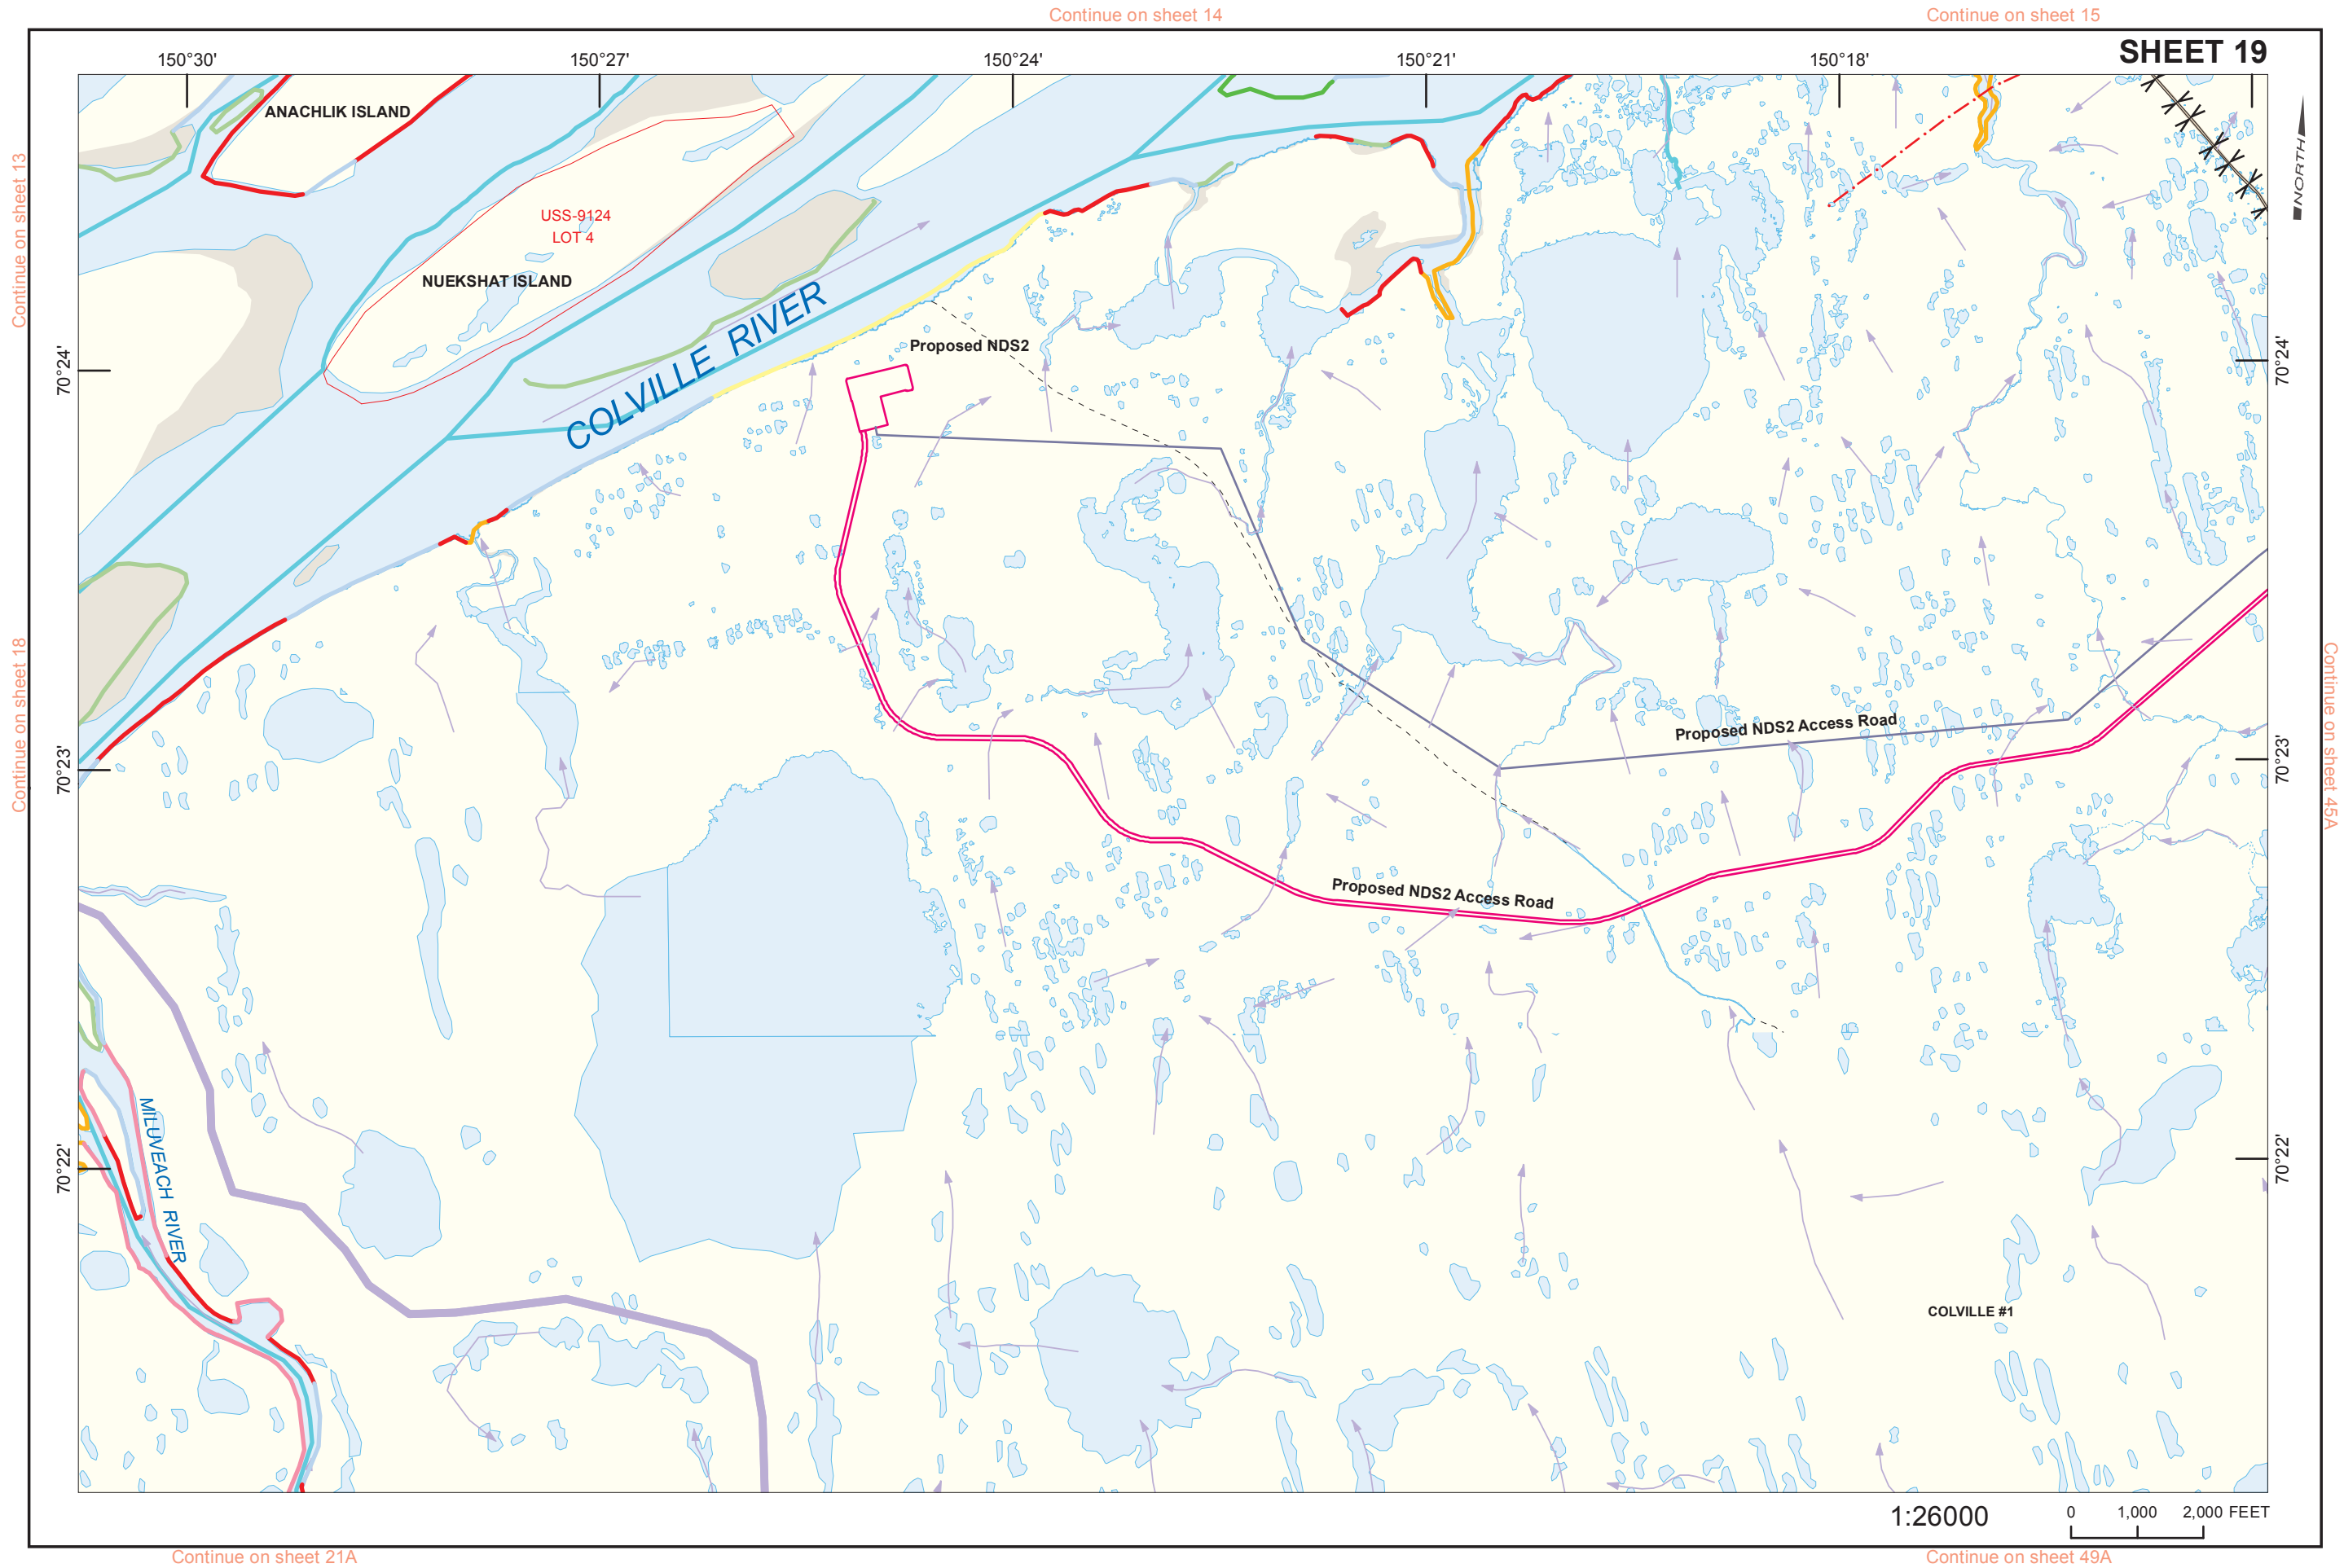 Continue on sheet 14
Continue on sheet 15
SHEET 19
150°30'
150°27'
150°24'
150°21'
150°18'
NORTH
ANACHLIK ISLAND
Continue on sheet 13
USS-9124
LOT 4
NUEKSHAT ISLAND
COLVILLE RIVER
Proposed NDS2
70°24'
70°24'
Continue on sheet 18
Continue on sheet 45A
Proposed NDS2 Access Road
70°23'
70°23'
Proposed NDS2 Access Road
MILUVEACH RIVER
70°22'
70°22'
COLVILLE #1
1:26000
0 1,000 2,000 FEET
Continue on sheet 21A
Continue on sheet 49A